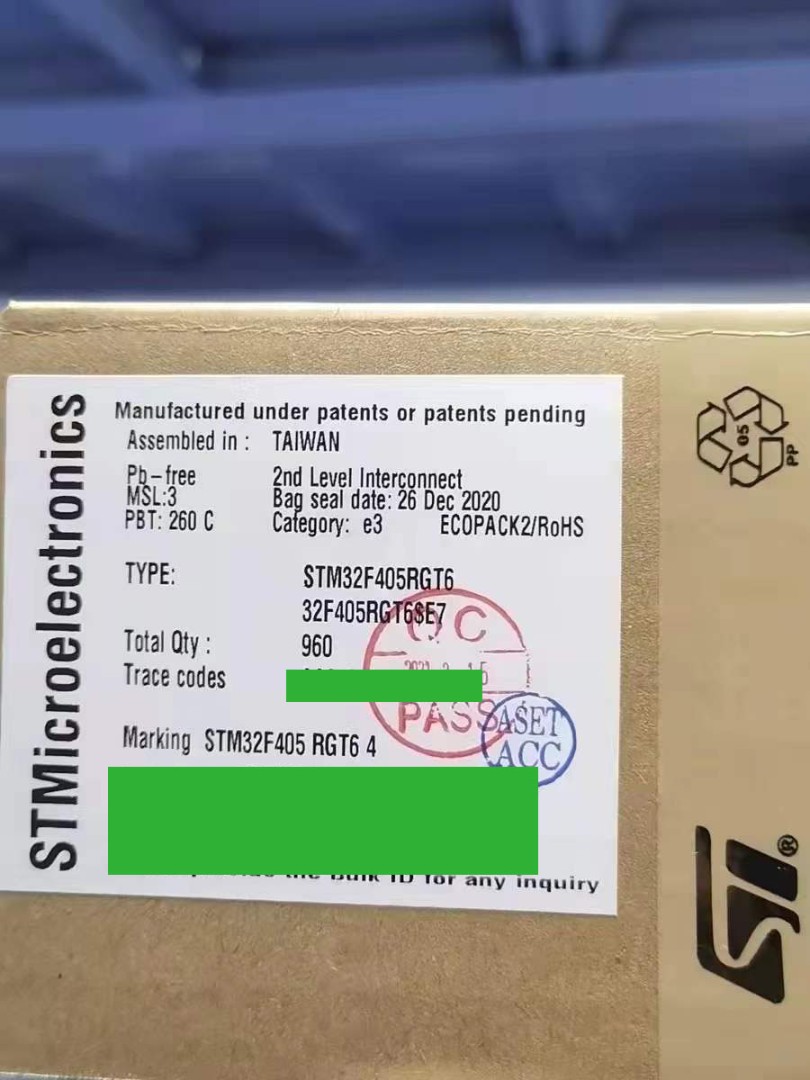 STMicroelectronics
Manufactured under patents or patents pending
Assembled in : TAIWAN
Pb-free 2nd Level Interconnect
MSL:3 Bag seal date: 26 Dec 2020
PBT: 260 C Category: e3 ECOPACK2/RoHS
TYPE: STM32F405RGT6
32F405RGT6$E7
Total Qty : 960
Trace codes
Marking STM32F405 RGT6 4
the Bulk ID for any inquiry
QC
PASS
ASET
ACC
05
PP
ST®